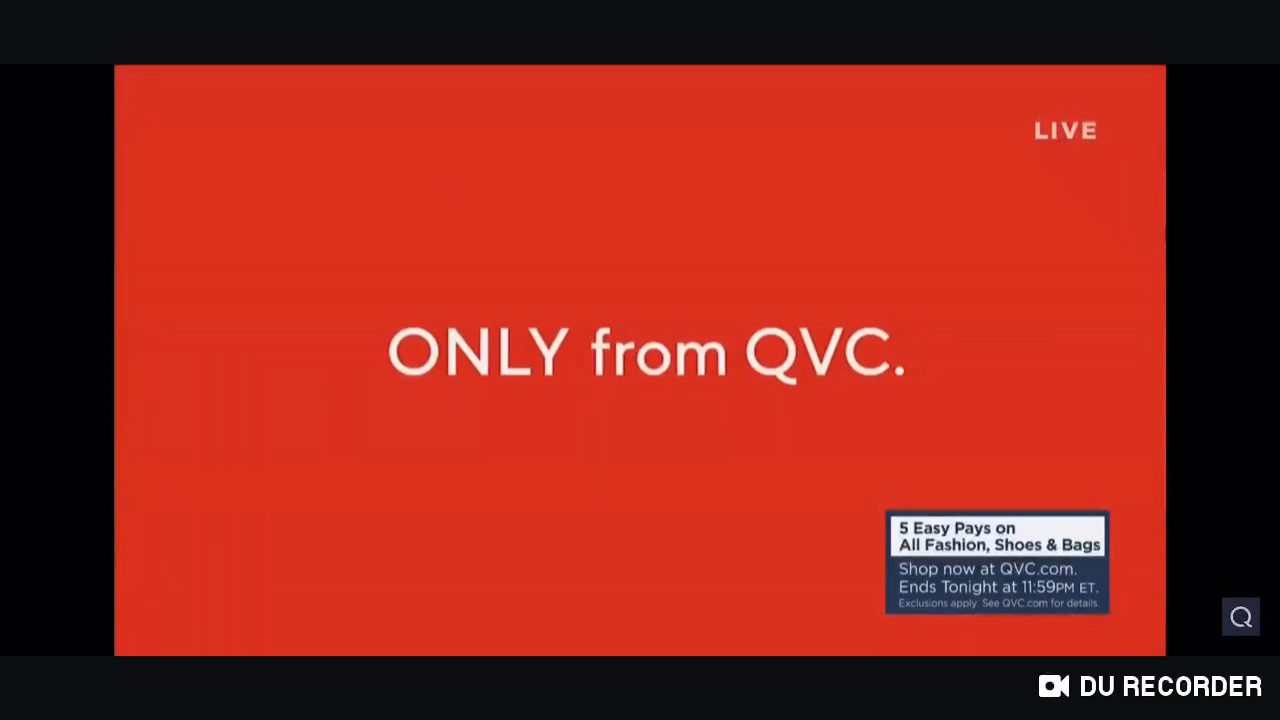 LIVE
ONLY from QVC.
5 Easy Pays on
All Fashion, Shoes & Bags
Shop now at QVC.com.
Ends Tonight at 11:59PM ET.
Exclusions apply. See QVC.com for details.
Q
DU RECORDER